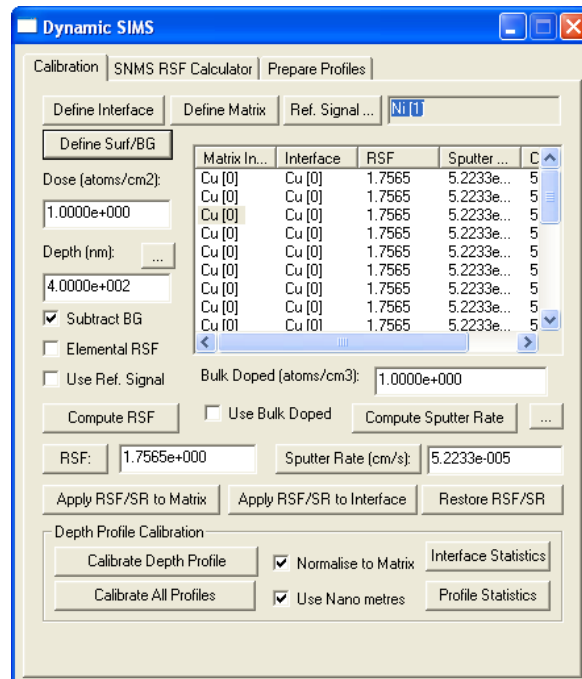 Dynamic SIMS
Calibration SNMS RSF Calculator Prepare Profiles
Define Interface Define Matrix Ref. Signal ... Ni [1]
Define Surf/BG
Matrix In... Interface RSF Sputter ... C
Cu [0] Cu [0] 1.7565 5.2233e... 5
Cu [0] Cu [0] 1.7565 5.2233e... 5
Cu [0] Cu [0] 1.7565 5.2233e... 5
Cu [0] Cu [0] 1.7565 5.2233e... 5
Cu [0] Cu [0] 1.7565 5.2233e... 5
Cu [0] Cu [0] 1.7565 5.2233e... 5
Cu [0] Cu [0] 1.7565 5.2233e... 5
Cu [0] Cu [0] 1.7565 5.2233e... 5
Cu [0] Cu [0] 1.7565 5.2233e... 5
Dose (atoms/cm2):
1.0000e+000
Depth (nm): ...
4.0000e+002
Subtract BG
Elemental RSF
Use Ref. Signal Bulk Doped (atoms/cm3): 1.0000e+000
Compute RSF Use Bulk Doped Compute Sputter Rate ...
RSF: 1.7565e+000 Sputter Rate (cm/s): 5.2233e-005
Apply RSF/SR to Matrix Apply RSF/SR to Interface Restore RSF/SR
Depth Profile Calibration
Calibrate Depth Profile Normalise to Matrix Interface Statistics
Calibrate All Profiles Use Nano metres Profile Statistics